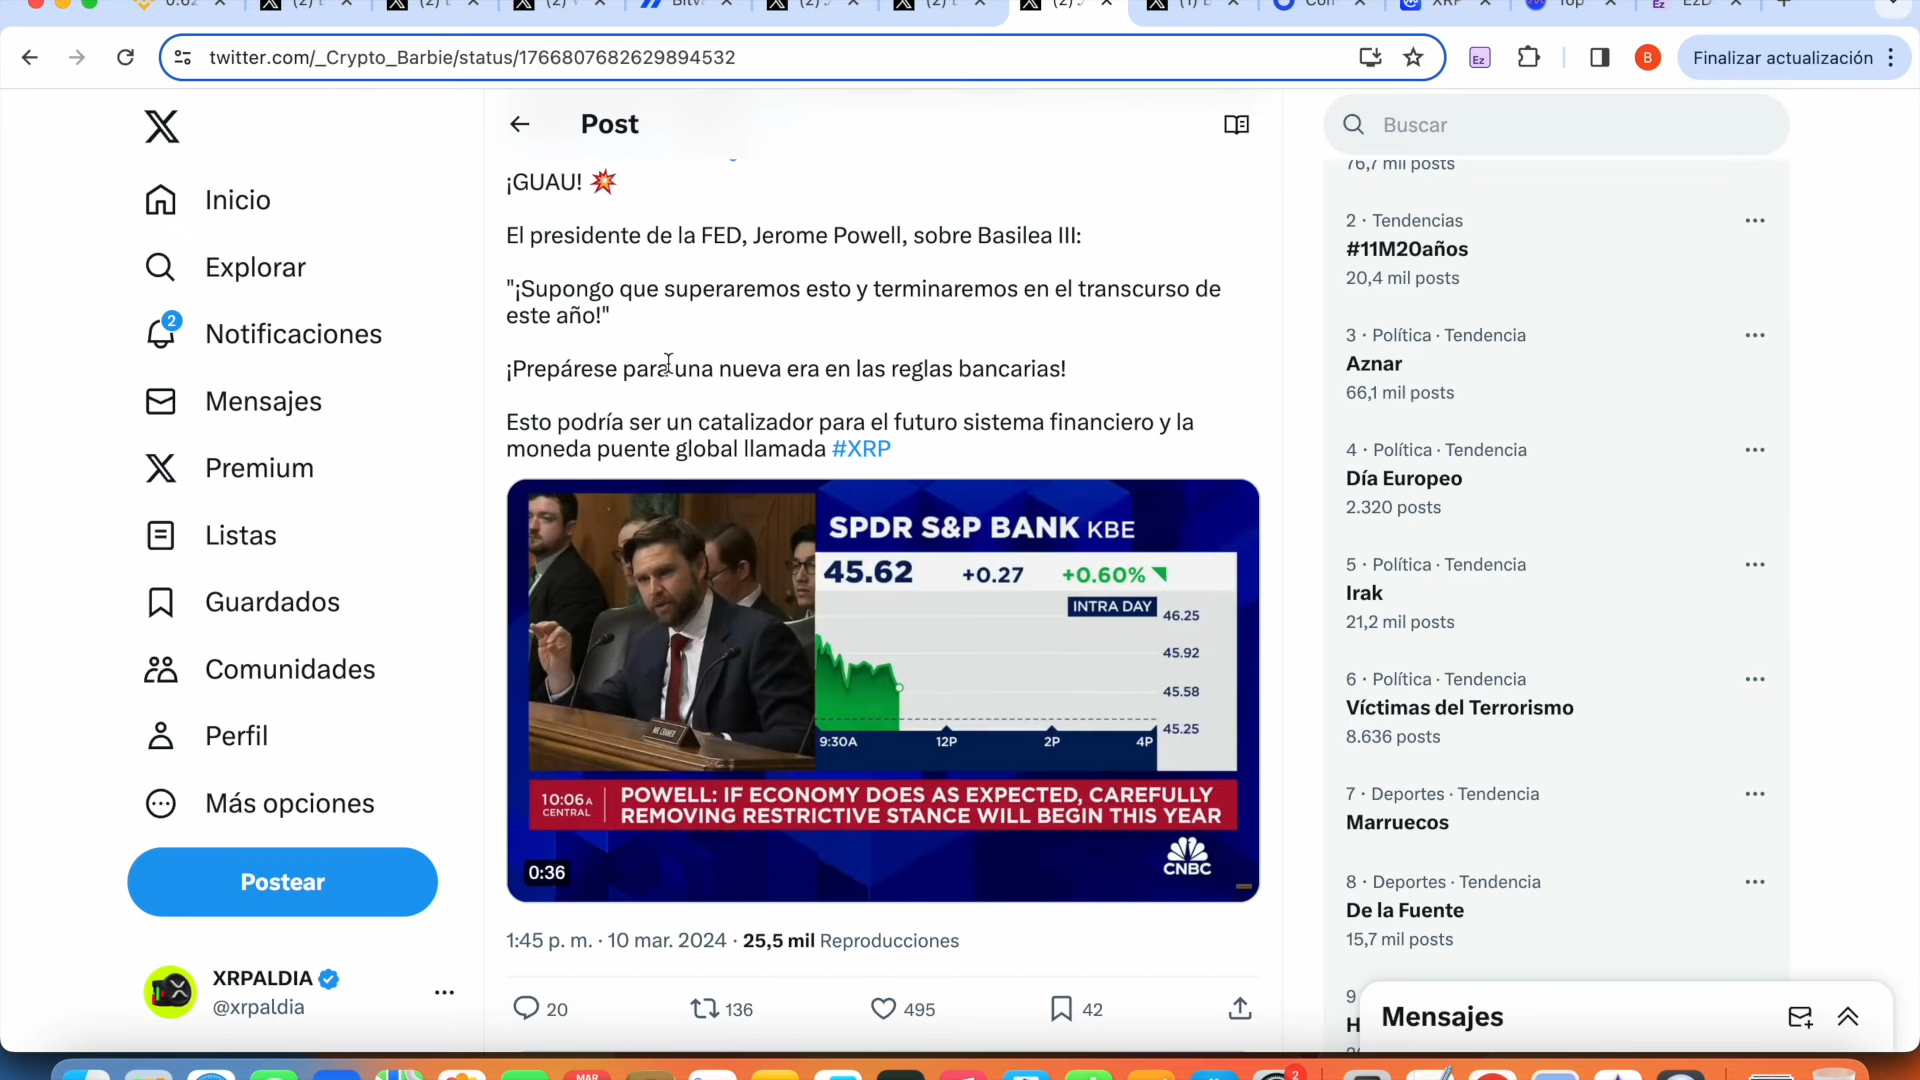 twitter.com/_Crypto_Barbie/status/1766807682629894532
Ez
B
Finalizar actualización
Inicio
Explorar
2
Notificaciones
Mensajes
Premium
Listas
Guardados
Comunidades
Perfil
Más opciones
Postear
XRPALDIA
@xrpaldia
Post
¡GUAU! 💥
El presidente de la FED, Jerome Powell, sobre Basilea III:
"¡Supongo que superaremos esto y terminaremos en el transcurso de
este año!"
¡Prepárese para una nueva era en las reglas bancarias!
Esto podría ser un catalizador para el futuro sistema financiero y la
moneda puente global llamada #XRP
SPDR S&P BANK KBE
45.62 +0.27 +0.60%
INTRA DAY
46.25
45.92
45.58
45.25
9:30A 12P 2P 4P
MR. CRAMER
10:06A CENTRAL
POWELL: IF ECONOMY DOES AS EXPECTED, CAREFULLY
REMOVING RESTRICTIVE STANCE WILL BEGIN THIS YEAR
CNBC
0:36
1:45 p. m. · 10 mar. 2024 · 25,5 mil Reproducciones
20 136 495 42
Buscar
76,7 mil posts
2 · Tendencias
#11M20años
20,4 mil posts
3 · Política · Tendencia
Aznar
66,1 mil posts
4 · Política · Tendencia
Día Europeo
2.320 posts
5 · Política · Tendencia
Irak
21,2 mil posts
6 · Política · Tendencia
Víctimas del Terrorismo
8.636 posts
7 · Deportes · Tendencia
Marruecos
8 · Deportes · Tendencia
De la Fuente
15,7 mil posts
9
H
Mensajes
MAR
2